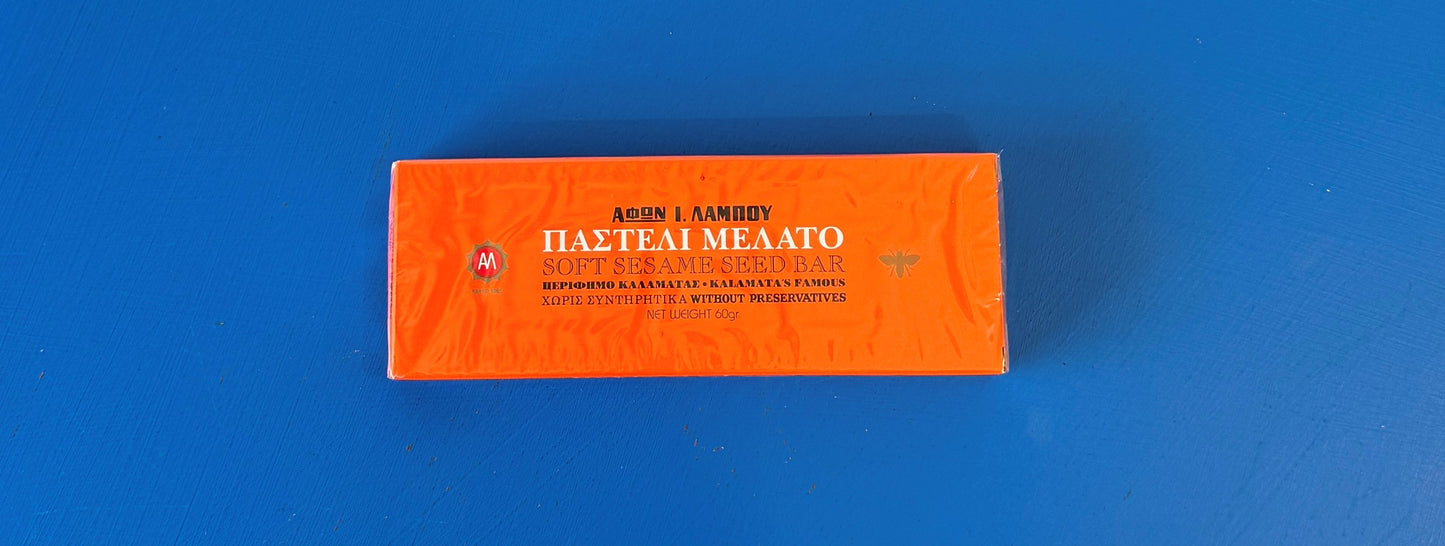 ΑΦΩΝ Ι. ΛΑΜΠΟΥ
ΠΑΣΤΕΛΙ ΜΕΛΑΤΟ
SOFT SESAME SEED BAR
ΠΕΡΙΦΗΜΟ ΚΑΛΑΜΑΤΑΣ • KALAMATA'S FAMOUS
ΧΩΡΙΣ ΣΥΝΤΗΡΗΤΙΚΑ WITHOUT PRESERVATIVES
NET WEIGHT 60gr.
ΑΛ